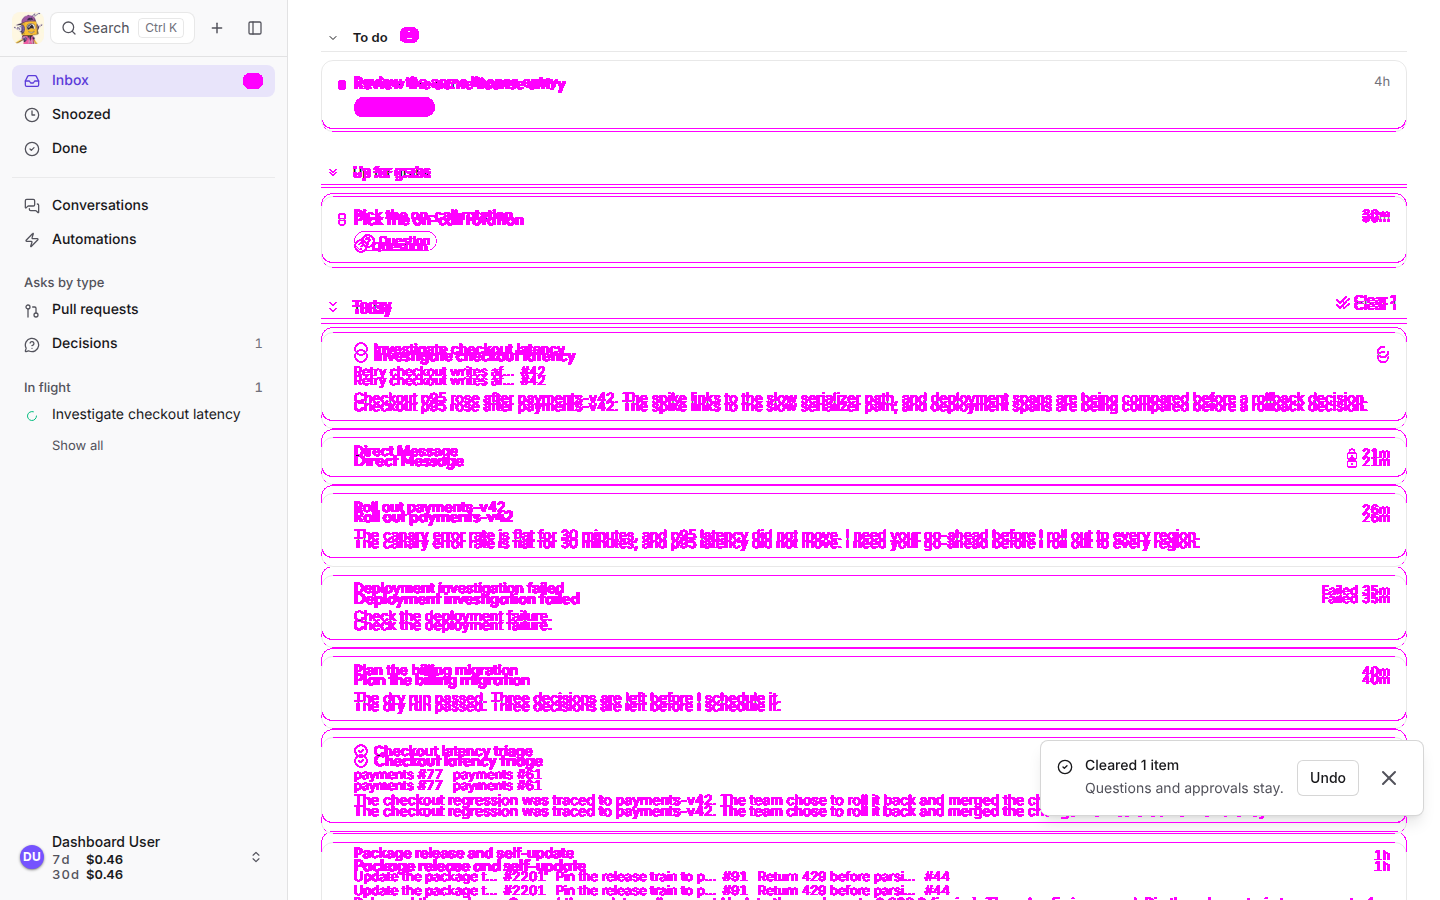 Search Ctrl K
Inbox
Snoozed
Done
Conversations
Automations
Asks by type
Pull requests
Decisions 1
In flight 1
Investigate checkout latency
Show all
Dashboard User
DU
7d $0.46
30d $0.46
To do
Review the same license entry
4h
Up for grabs
Pick the on-call rotation
30m
Question
Today
Clear 1
Investigate checkout latency
Retry checkout writes af... #42
Checkout p95 rose after payments-v42. The spike links to the slow serializer path, and deployment spans are being compared before a rollback decision.
Direct Message 21m
Roll out payments-v42
The canary error rate is flat for 30 minutes, and p95 latency did not move. I need your go-ahead before I roll out to every region.
Deployment investigation failed
Failed 35m
Check the deployment failure.
Plan the billing migration
40m
The dry run passed. Three decisions are left before I schedule it.
Checkout latency triage
payments #77 payments #61
The checkout regression was traced to payments-v42. The team chose to roll it back and merged the
Cleared 1 item
Questions and approvals stay.
Undo
Package release and self-update
1h
Update the package t... #2201 Pin the release train to p... #91 Return 429 before parsi... #44